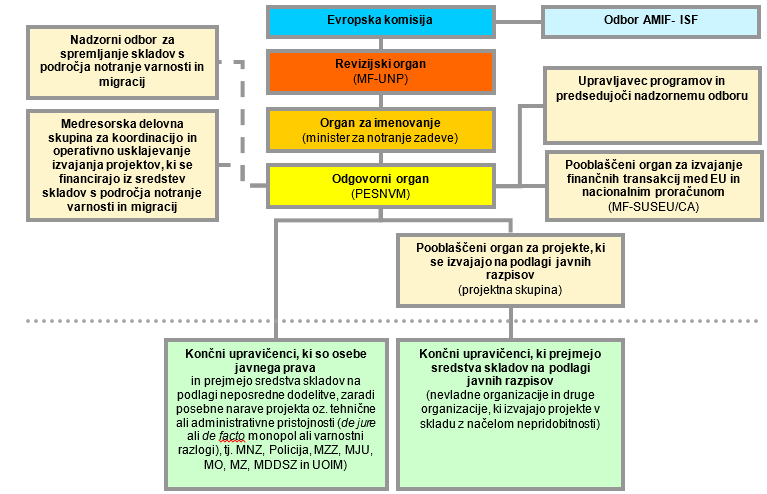 Evropska komisija
Odbor AMIF- ISF
Nadzorni odbor za
spremljanje skladov s
področja notranje varnosti in
migracij
Revizijski organ
(MF-UNP)
Upravljavec programov in
predsedujoči nadzornemu odboru
Medresorska delovna
skupina za koordinacijo in
operativno usklajevanje
izvajanja projektov, ki se
financirajo iz sredstev
skladov s področja notranje
varnosti in migracij
Organ za imenovanje
(minister za notranje zadeve)
Odgovorni organ
(PESNVM)
Pooblaščeni organ za izvajanje
finančnih transakcij med EU in
nacionalnim proračunom
(MF-SUSEU/CA)
Pooblaščeni organ za projekte, ki
se izvajajo na podlagi javnih
razpisov
(projektna skupina)
Končni upravičenci, ki so osebe
javnega prava
in prejmejo sredstva skladov na
podlagi neposredne dodelitve, zaradi
posebne narave projekta oz. tehnične
ali administrativne pristojnosti (de jure
ali de facto monopol ali varnostni
razlogi), tj. MNZ, Policija, MZZ, MJU,
MO, MZ, MDDSZ in UOIM)
Končni upravičenci, ki prejmejo
sredstva skladov na podlagi
javnih razpisov
(nevladne organizacije in druge
organizacije, ki izvajajo projekte v
skladu z načelom nepridobitnosti)